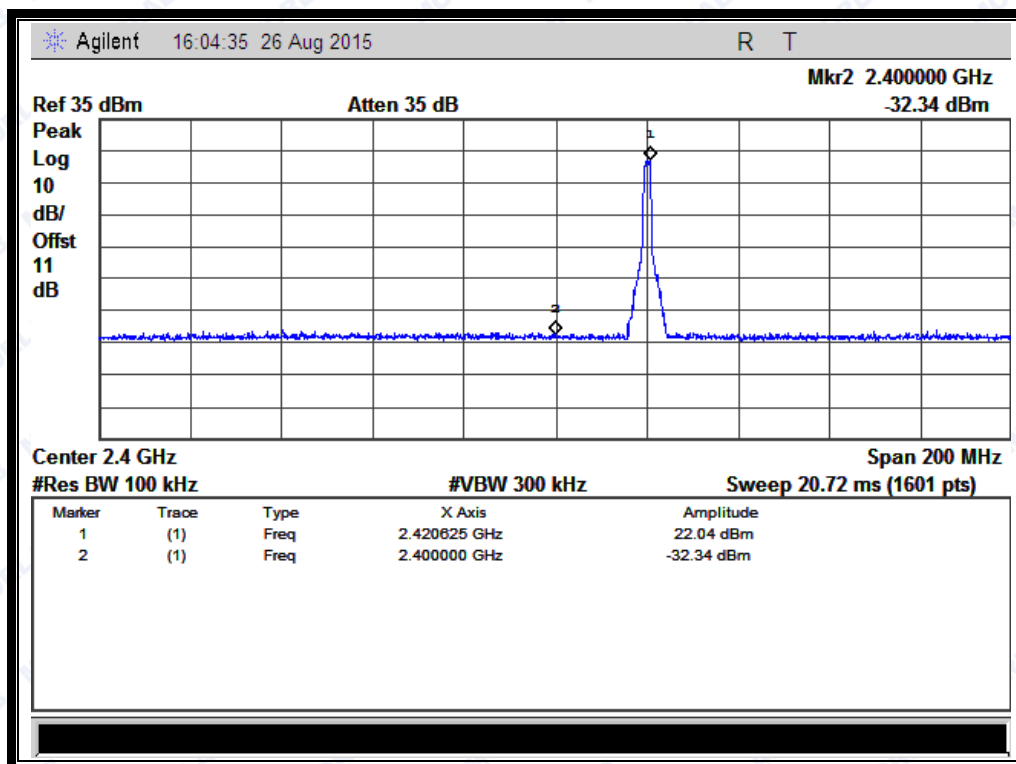 Agilent 16:04:35 26 Aug 2015 R T
Mkr2 2.400000 GHz
Ref 35 dBm Atten 35 dB -32.34 dBm
Peak
Log
10
dB/
Offst
11
dB
1
2
Center 2.4 GHz Span 200 MHz
#Res BW 100 kHz #VBW 300 kHz Sweep 20.72 ms (1601 pts)
Marker Trace Type X Axis Amplitude
1 (1) Freq 2.420625 GHz 22.04 dBm
2 (1) Freq 2.400000 GHz -32.34 dBm